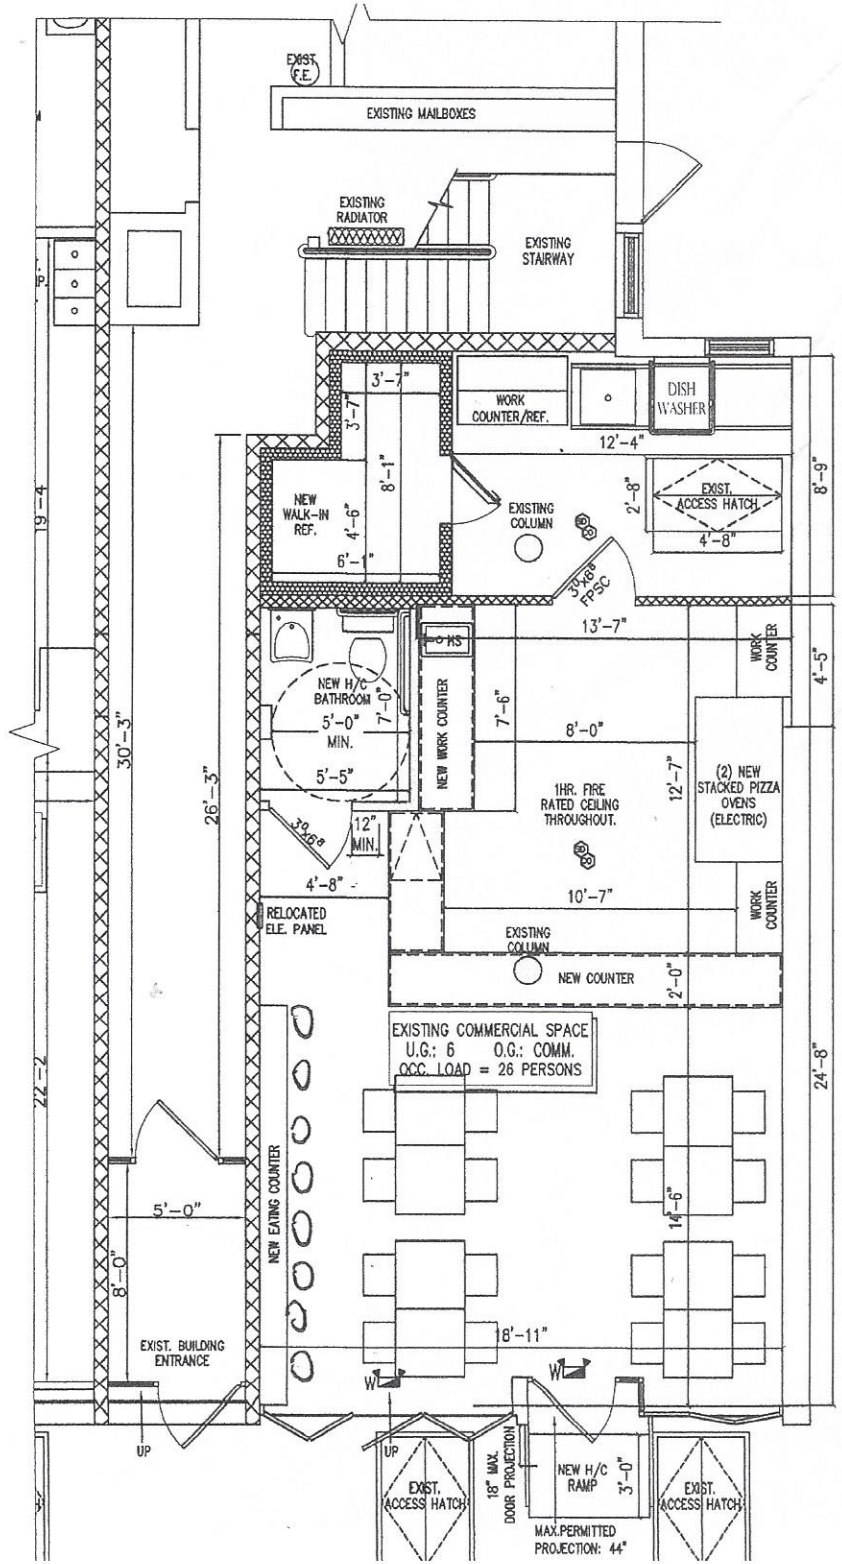 EXIST.
F.E.
EXISTING MAILBOXES
EXISTING
RADIATOR
EXISTING
STAIRWAY
P.
3'-7"
3'-7"
8'-1"
NEW
WALK-IN
REF.
4'-6"
6'-1"
WORK
COUNTER/REF.
DISH
WASHER
12'-4"
2'-8"
EXIST.
ACCESS HATCH
4'-8"
8'-9"
EXISTING
COLUMN
SD
CO
3⁰x6⁸
FPSC
19'-4
30'-3"
26'-3"
13'-7"
HS
WORK
COUNTER
4'-5"
NEW H/C
BATHROOM
7'-0"
5'-0"
MIN.
5'-5"
NEW WORK COUNTER
7'-6"
8'-0"
12'-7"
(2) NEW
STACKED PIZZA
OVENS
(ELECTRIC)
1HR. FIRE
RATED CEILING
THROUGHOUT.
SD
CO
3⁰x6⁸
12"
MIN.
4'-8"
10'-7"
WORK
COUNTER
RELOCATED
ELE. PANEL
EXISTING
COLUMN
NEW COUNTER
2'-0"
EXISTING COMMERCIAL SPACE
U.G.: 6 O.G.: COMM.
OCC. LOAD = 26 PERSONS
22'-2
24'-8"
NEW EATING COUNTER
14'-6"
5'-0"
8'-0"
EXIST. BUILDING
ENTRANCE
18'-11"
W
W
UP
UP
EXIST.
ACCESS HATCH
18" MAX.
DOOR PROJECTION
NEW H/C
RAMP
3'-0"
EXIST.
ACCESS HATCH
MAX.PERMITTED
PROJECTION: 44"